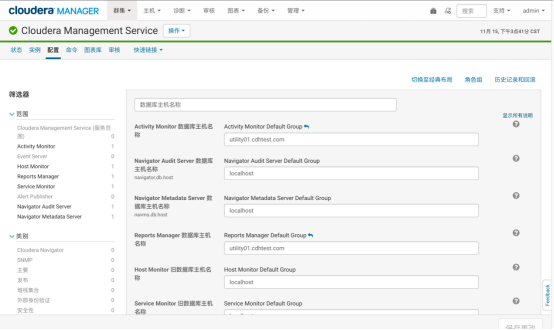 cloudera MANAGER
群集 主机 诊断 审核 图表 备份 管理 搜索 支持 admin
Cloudera Management Service 操作
11月 15, 下午3点41分 CST
状态 实例 配置 命令 图表库 审核 快速链接
切换至经典布局 角色组 历史记录和回滚
筛选器
数据库主机名称
显示所有说明
范围
Cloudera Management Service (服务范围) 0
Activity Monitor 1
Event Server 0
Host Monitor 1
Reports Manager 1
Service Monitor 1
Alert Publisher 0
Navigator Audit Server 1
Navigator Metadata Server 1
类别
Cloudera Navigator 0
SNMP 0
主要 0
发布 0
堆栈集合 0
外部身份验证 0
安全性 0
Activity Monitor 数据库主机名称
Activity Monitor Default Group
utility01.cdhtest.com
Navigator Audit Server 数据库主机名称
navigator.db.host
Navigator Audit Server Default Group
localhost
Navigator Metadata Server 数据库主机名称
navms.db.host
Navigator Metadata Server Default Group
localhost
Reports Manager 数据库主机名称
Reports Manager Default Group
utility01.cdhtest.com
Host Monitor 旧数据库主机名称
Host Monitor Default Group
localhost
Service Monitor 旧数据库主机名称
Service Monitor Default Group
Feedback
保存更改